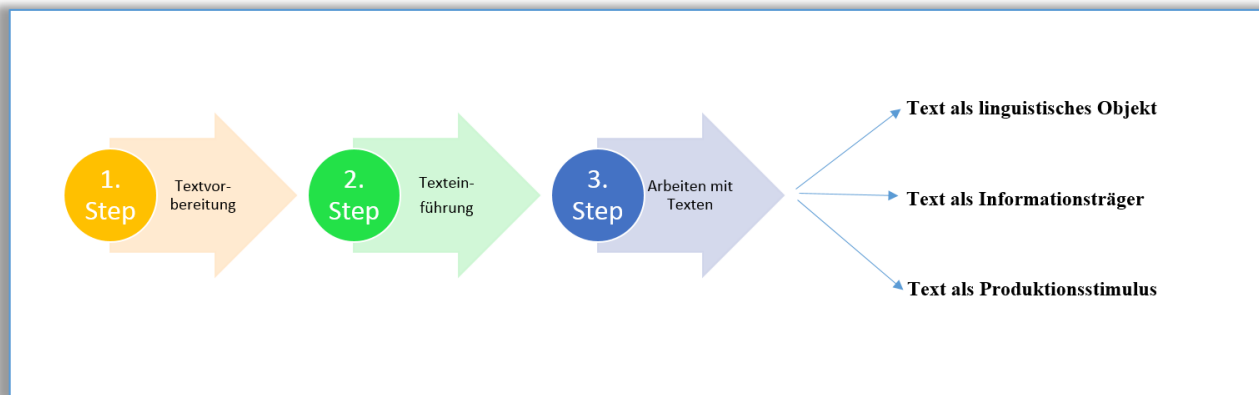 1.
Step
Textvor-
bereitung
2.
Step
Textein-
führung
3.
Step
Arbeiten mit
Texten
Text als linguistisches Objekt
Text als Informationsträger
Text als Produktionsstimulus